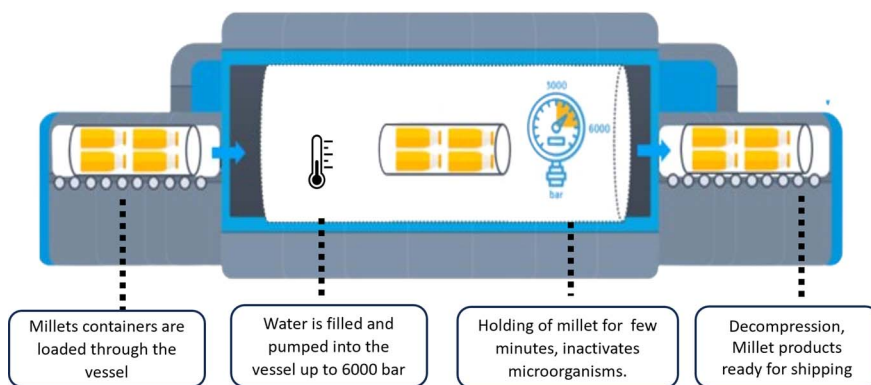 5000
6000
bar
Millets containers are
loaded through the
vessel
Water is filled and
pumped into the
vessel up to 6000 bar
Holding of millet for few
minutes, inactivates
microorganisms.
Decompression,
Millet products
ready for shipping